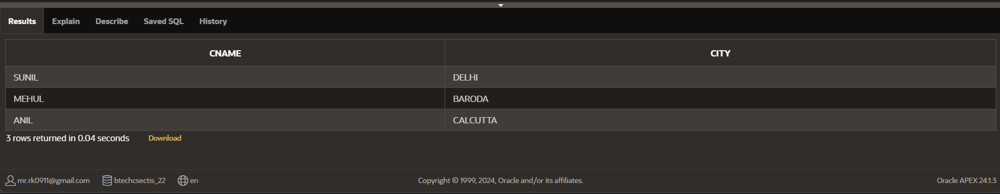 Results Explain Describe Saved SQL History
CNAME CITY
SUNIL DELHI
MEHUL BARODA
ANIL CALCUTTA
3 rows returned in 0.04 seconds Download
mr.rk0911@gmail.com btechcsectis_22 en Copyright © 1999, 2024, Oracle and/or its affiliates. Oracle APEX 24.1.3